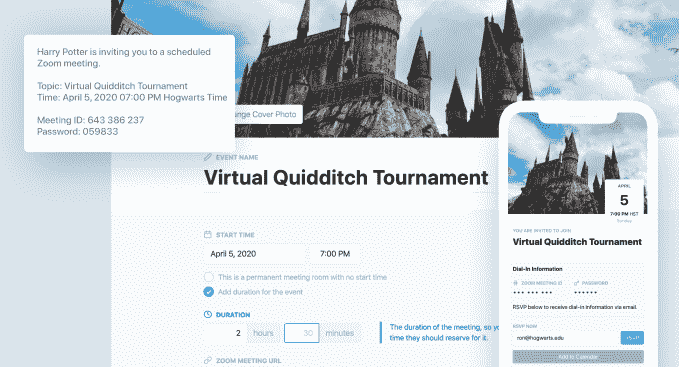 Harry Potter is inviting you to a scheduled
Zoom meeting.
Topic: Virtual Quidditch Tournament
Time: April 5, 2020 07:00 PM Hogwarts Time
Meeting ID: 643 386 237
Password: 059833
Cover Photo
EVENT NAME
Virtual Quidditch Tournament
START TIME
April 5, 2020 7:00 PM
This is a permanent meeting room with no start time
Add duration for the event
DURATION
2 hours 30 minutes
The duration of the meeting, so
time they should reserve for it.
ZOOM MEETING URL
APRIL
5
7:00 PM HST
Sunday
YOU ARE INVITED TO JOIN
Virtual Quidditch Tournament
Dial-In Information
ZOOM MEETING ID PASSWORD
RSVP below to receive dial-in information via email.
RSVP NOW
ron@hogwarts.edu RSVP
Add to Calendar